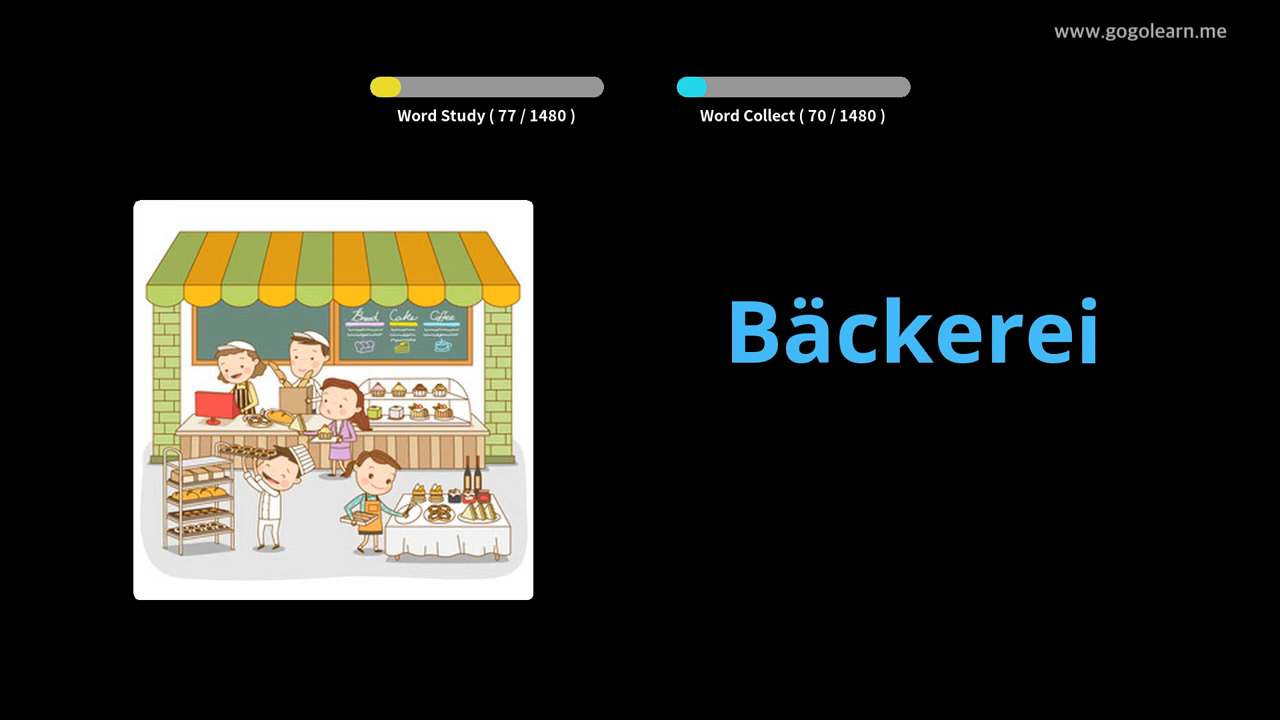 www.gogolearn.me
Word Study ( 77 / 1480 )
Word Collect ( 70 / 1480 )
Bread Cake Coffee
Bäckerei